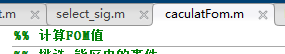 t.m × select_sig.m × caculatFom.m ×
%% 计算FOM值